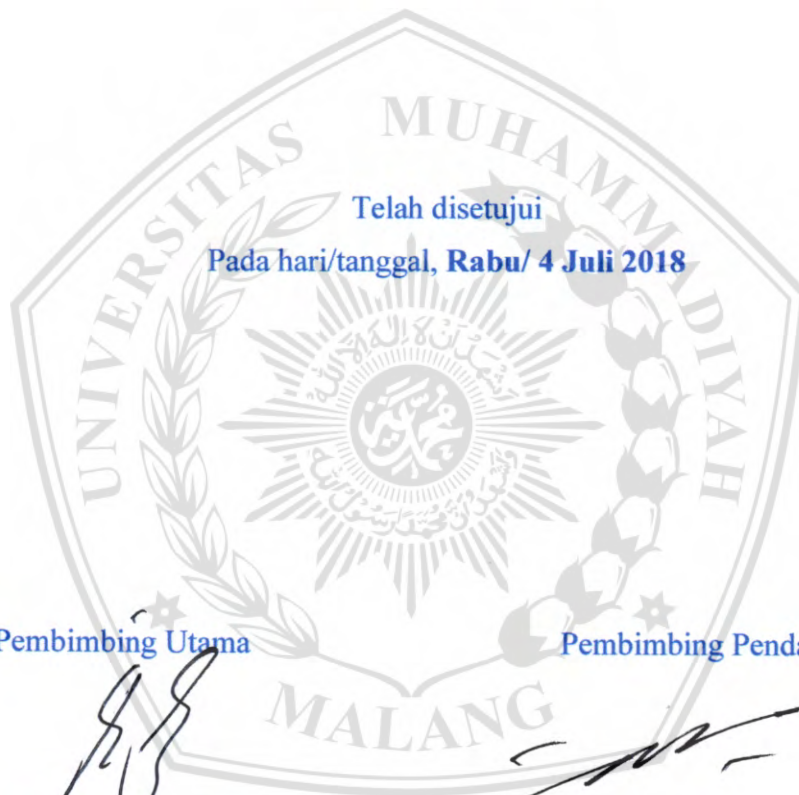 UNIVERSITAS MUHAMMADIYAH
Telah disetujui
Pada hari/tanggal, Rabu/ 4 Juli 2018
Pembimbing Utama
Pembimbing Penda
MALANG